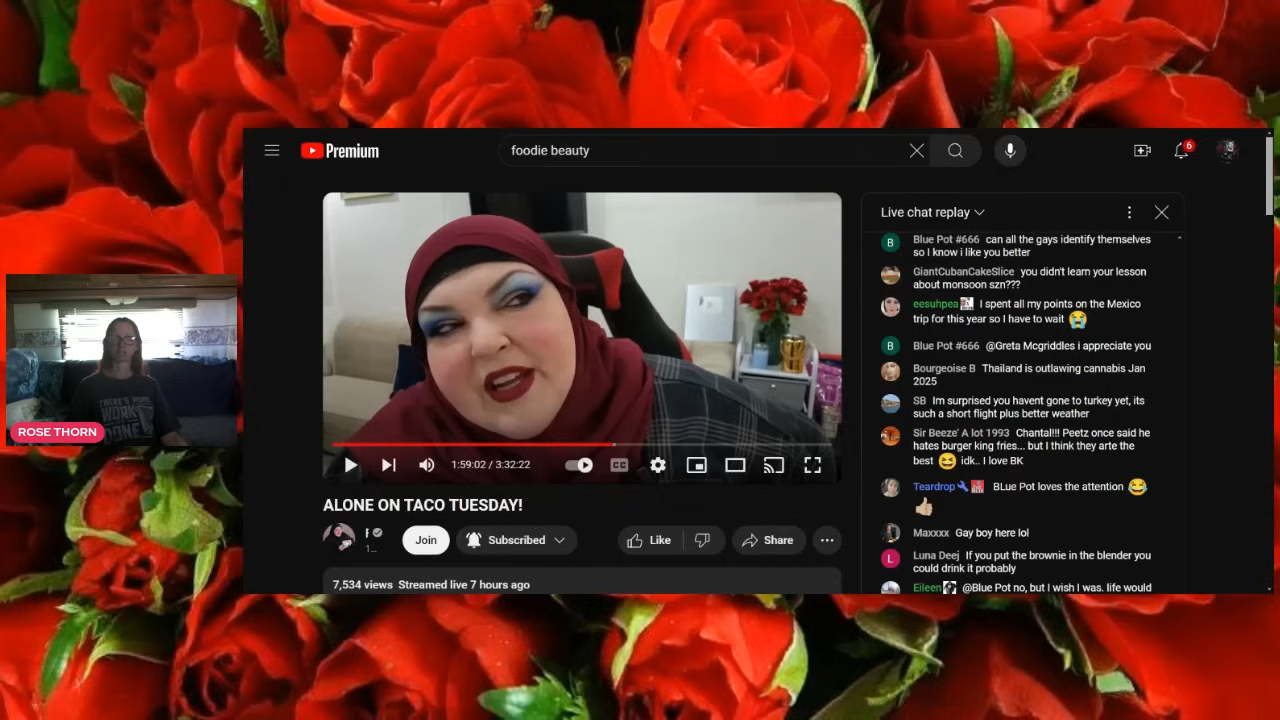 Premium
foodie beauty
6
Live chat replay
B Blue Pot #666 can all the gays identify themselves
so I know i like you better
GiantCubanCakeSlice you didn't learn your lesson
about monsoon szn???
eesuhpea I spent all my points on the Mexico
trip for this year so I have to wait 😭
B Blue Pot #666 @Greta Mcgriddles i appreciate you
Bourgeoise B Thailand is outlawing cannabis Jan
2025
SB Im surprised you havent gone to turkey yet, its
such a short flight plus better weather
Sir Beeze' A lot 1993 Chantal!!! Peetz once said he
hates burger king fries... but I think they arte the
best 😆 idk.. I love BK
Teardrop BLue Pot loves the attention 😂
👍🏼
Maxxxx Gay boy here lol
L Luna Deej If you put the brownie in the blender you
could drink it probably
Eileen @Blue Pot no, but I wish I was. life would
ROSE THORN
THERE'S MORE
WORK
DONE
1:59:02 / 3:32:22
CC
ALONE ON TACO TUESDAY!
F
1...
Join
Subscribed
Like
Share
7,534 views Streamed live 7 hours ago